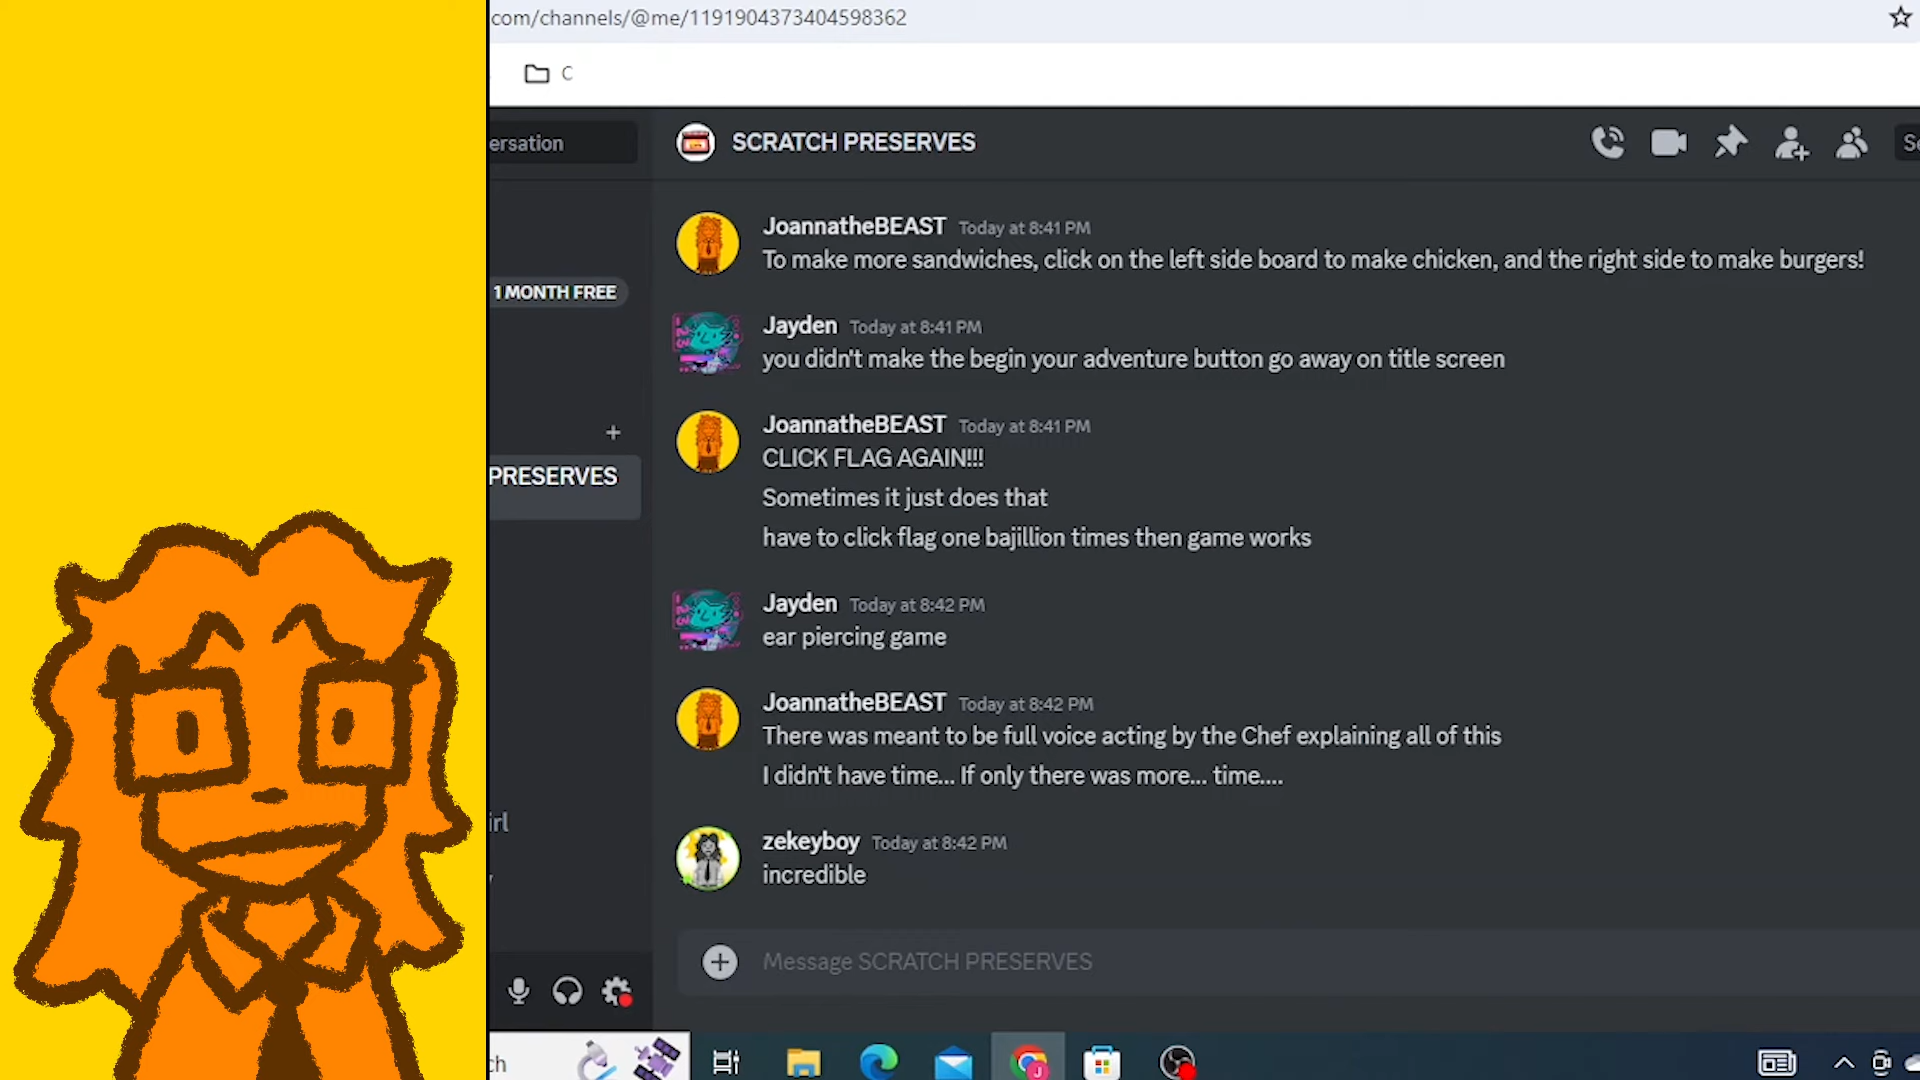 com/channels/@me/1191904373404598362
C
ersation
SCRATCH PRESERVES
1 MONTH FREE
PRESERVES
irl
JoannatheBEAST Today at 8:41 PM
To make more sandwiches, click on the left side board to make chicken, and the right side to make burgers!
Jayden Today at 8:41 PM
you didn't make the begin your adventure button go away on title screen
JoannatheBEAST Today at 8:41 PM
CLICK FLAG AGAIN!!!
Sometimes it just does that
have to click flag one bajillion times then game works
Jayden Today at 8:42 PM
ear piercing game
JoannatheBEAST Today at 8:42 PM
There was meant to be full voice acting by the Chef explaining all of this
I didn't have time... If only there was more... time....
zekeyboy Today at 8:42 PM
incredible
Message SCRATCH PRESERVES
ch